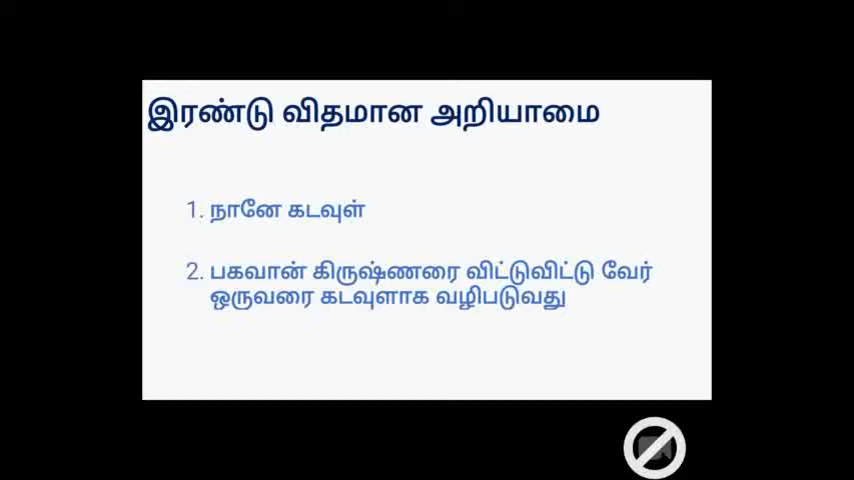 இரண்டு விதமான அறியாமை
1. நானே கடவுள்
2. பகவான் கிருஷ்ணரை விட்டுவிட்டு வேர்
ஒருவரை கடவுளாக வழிபடுவது